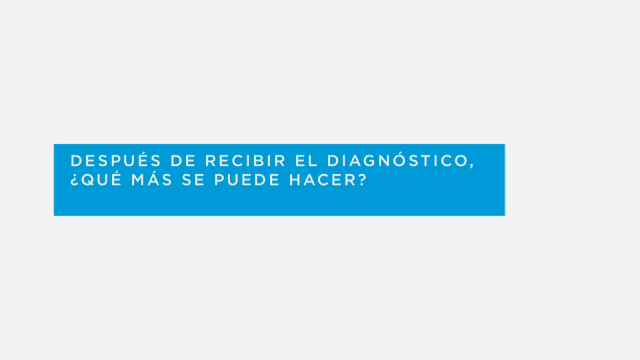 DESPUÉS DE RECIBIR EL DIAGNÓSTICO,
¿QUÉ MÁS SE PUEDE HACER?